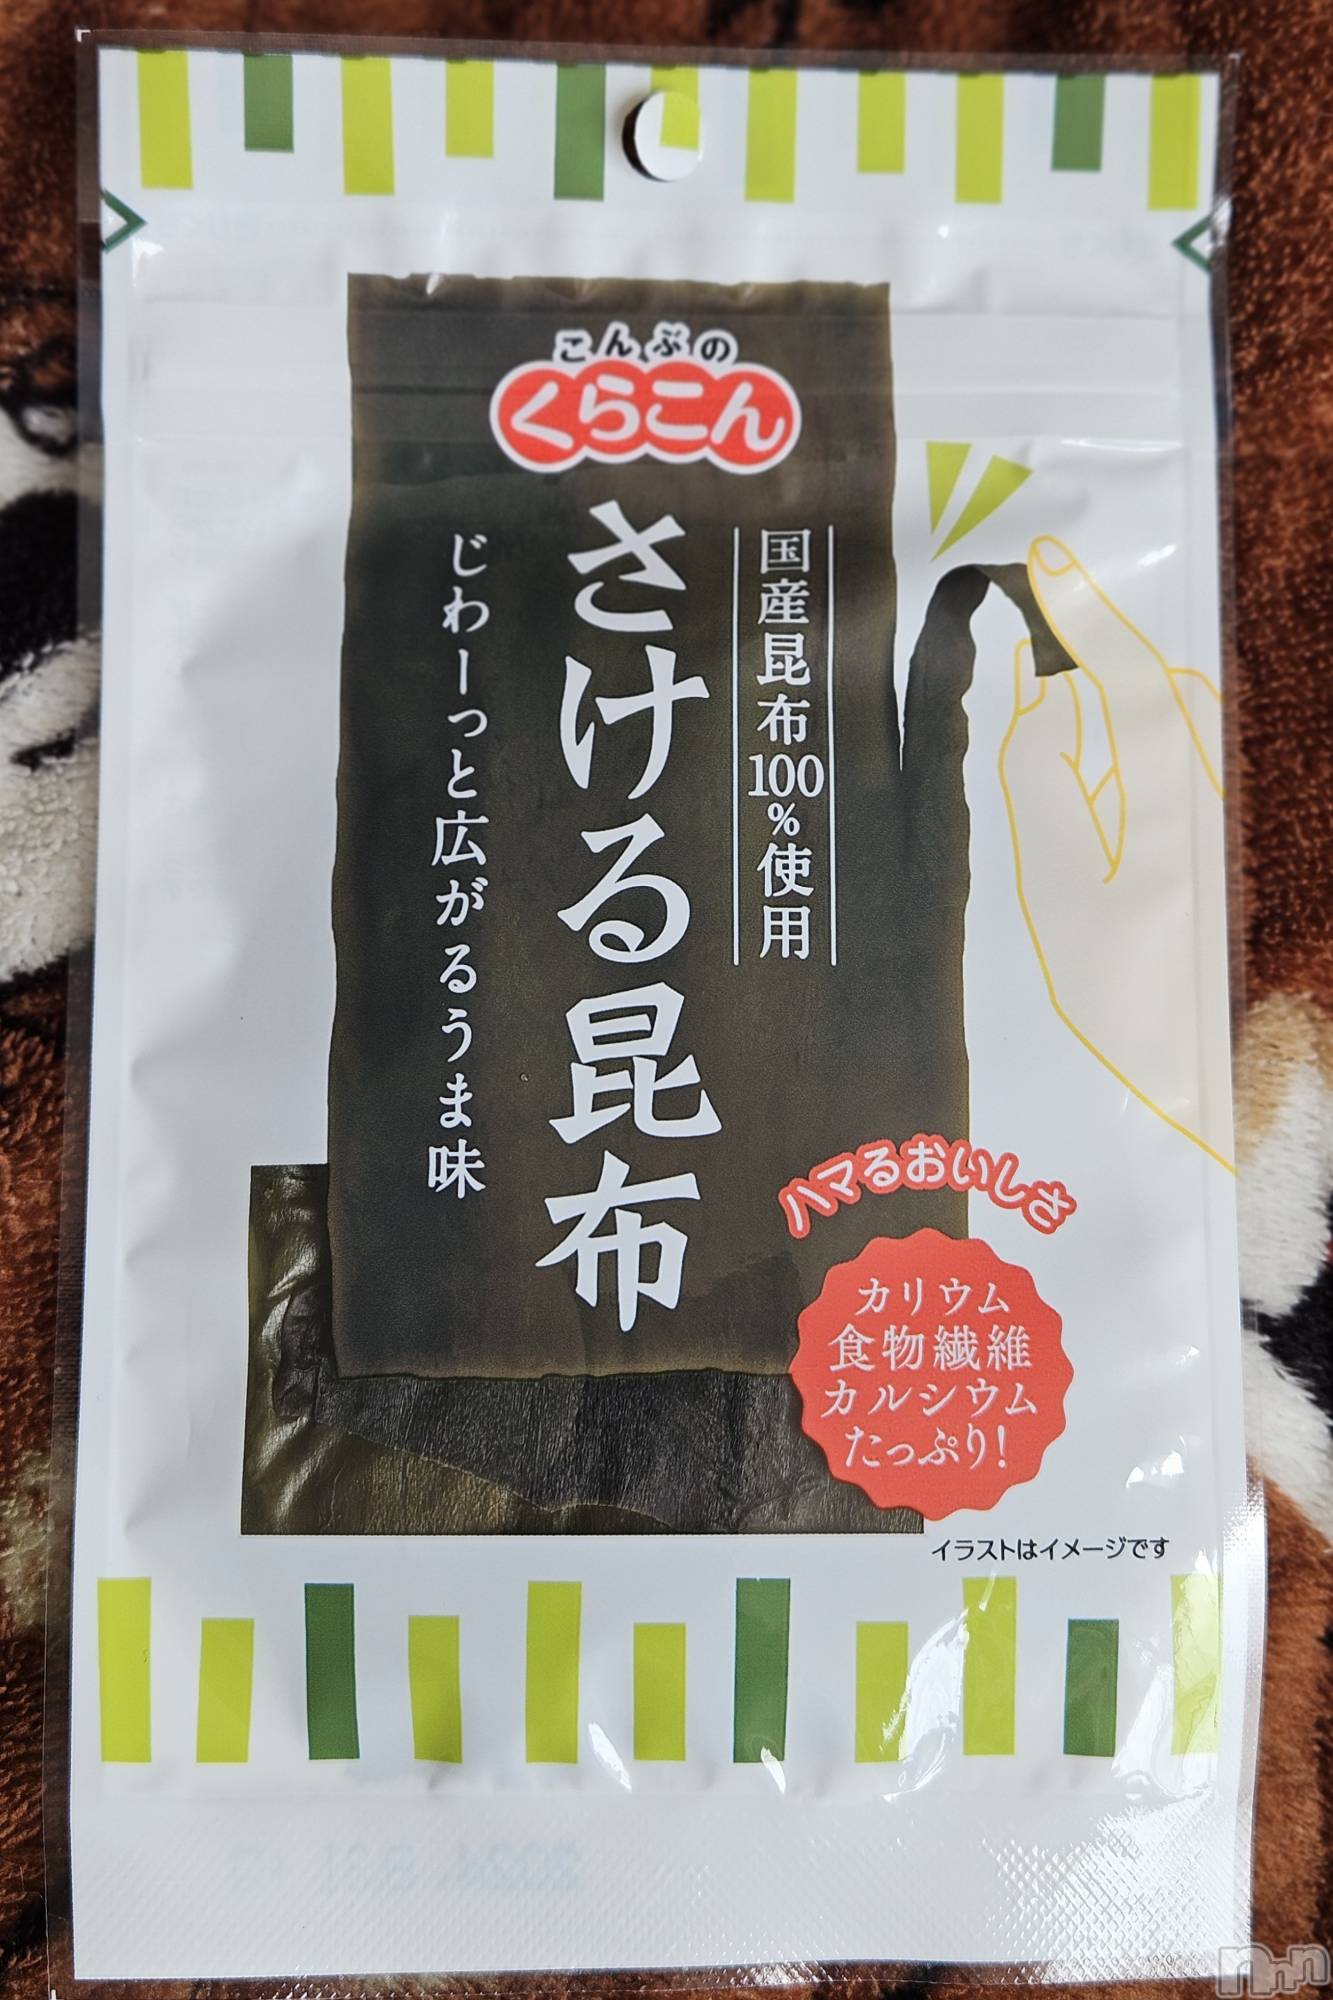 こんぶの
くらこん
国産昆布100%使用
さける昆布
じわーっと広がるうま味
ハマるおいしさ
カリウム
食物繊維
カルシウム
たっぷり!
イラストはイメージです